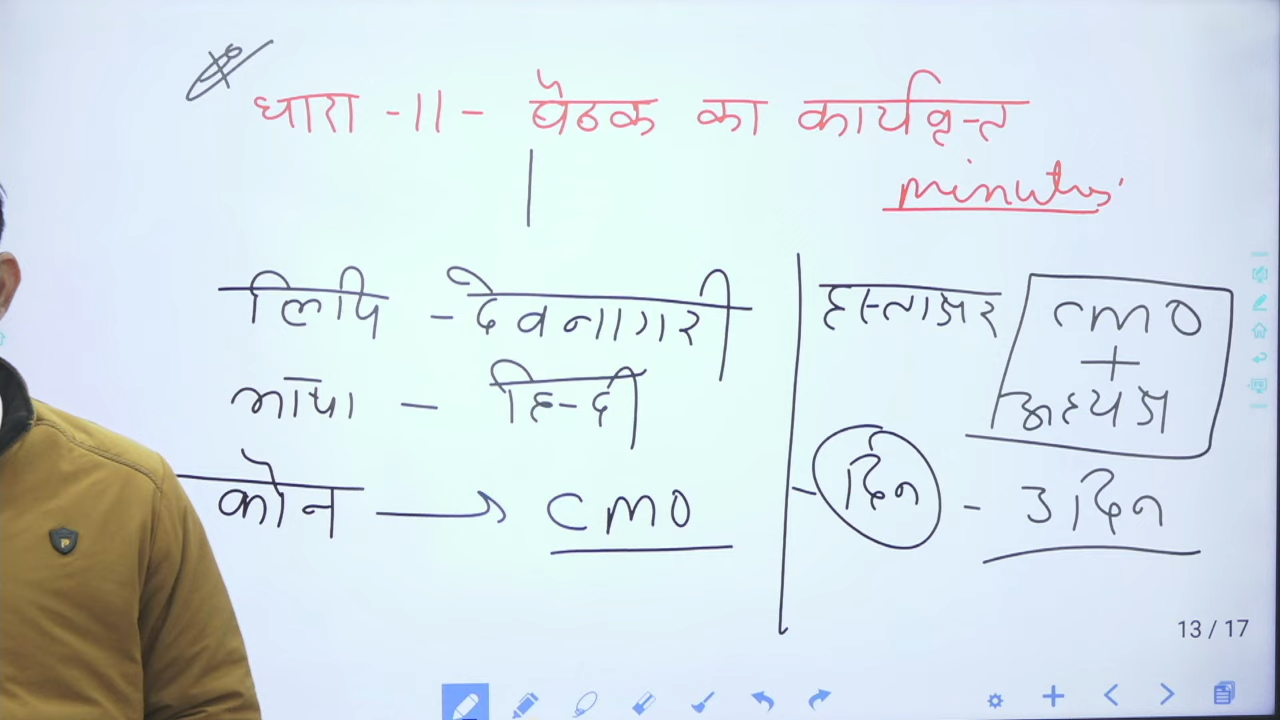 धारा -11- बैठक का कार्यवृन्त
minutes
लिपि - देवनागरी
भाषा - हिन्दी
कौन → CMO
हस्ताक्षर CMO
+
अध्यक्ष
- दिन - 3 दिन
13 / 17